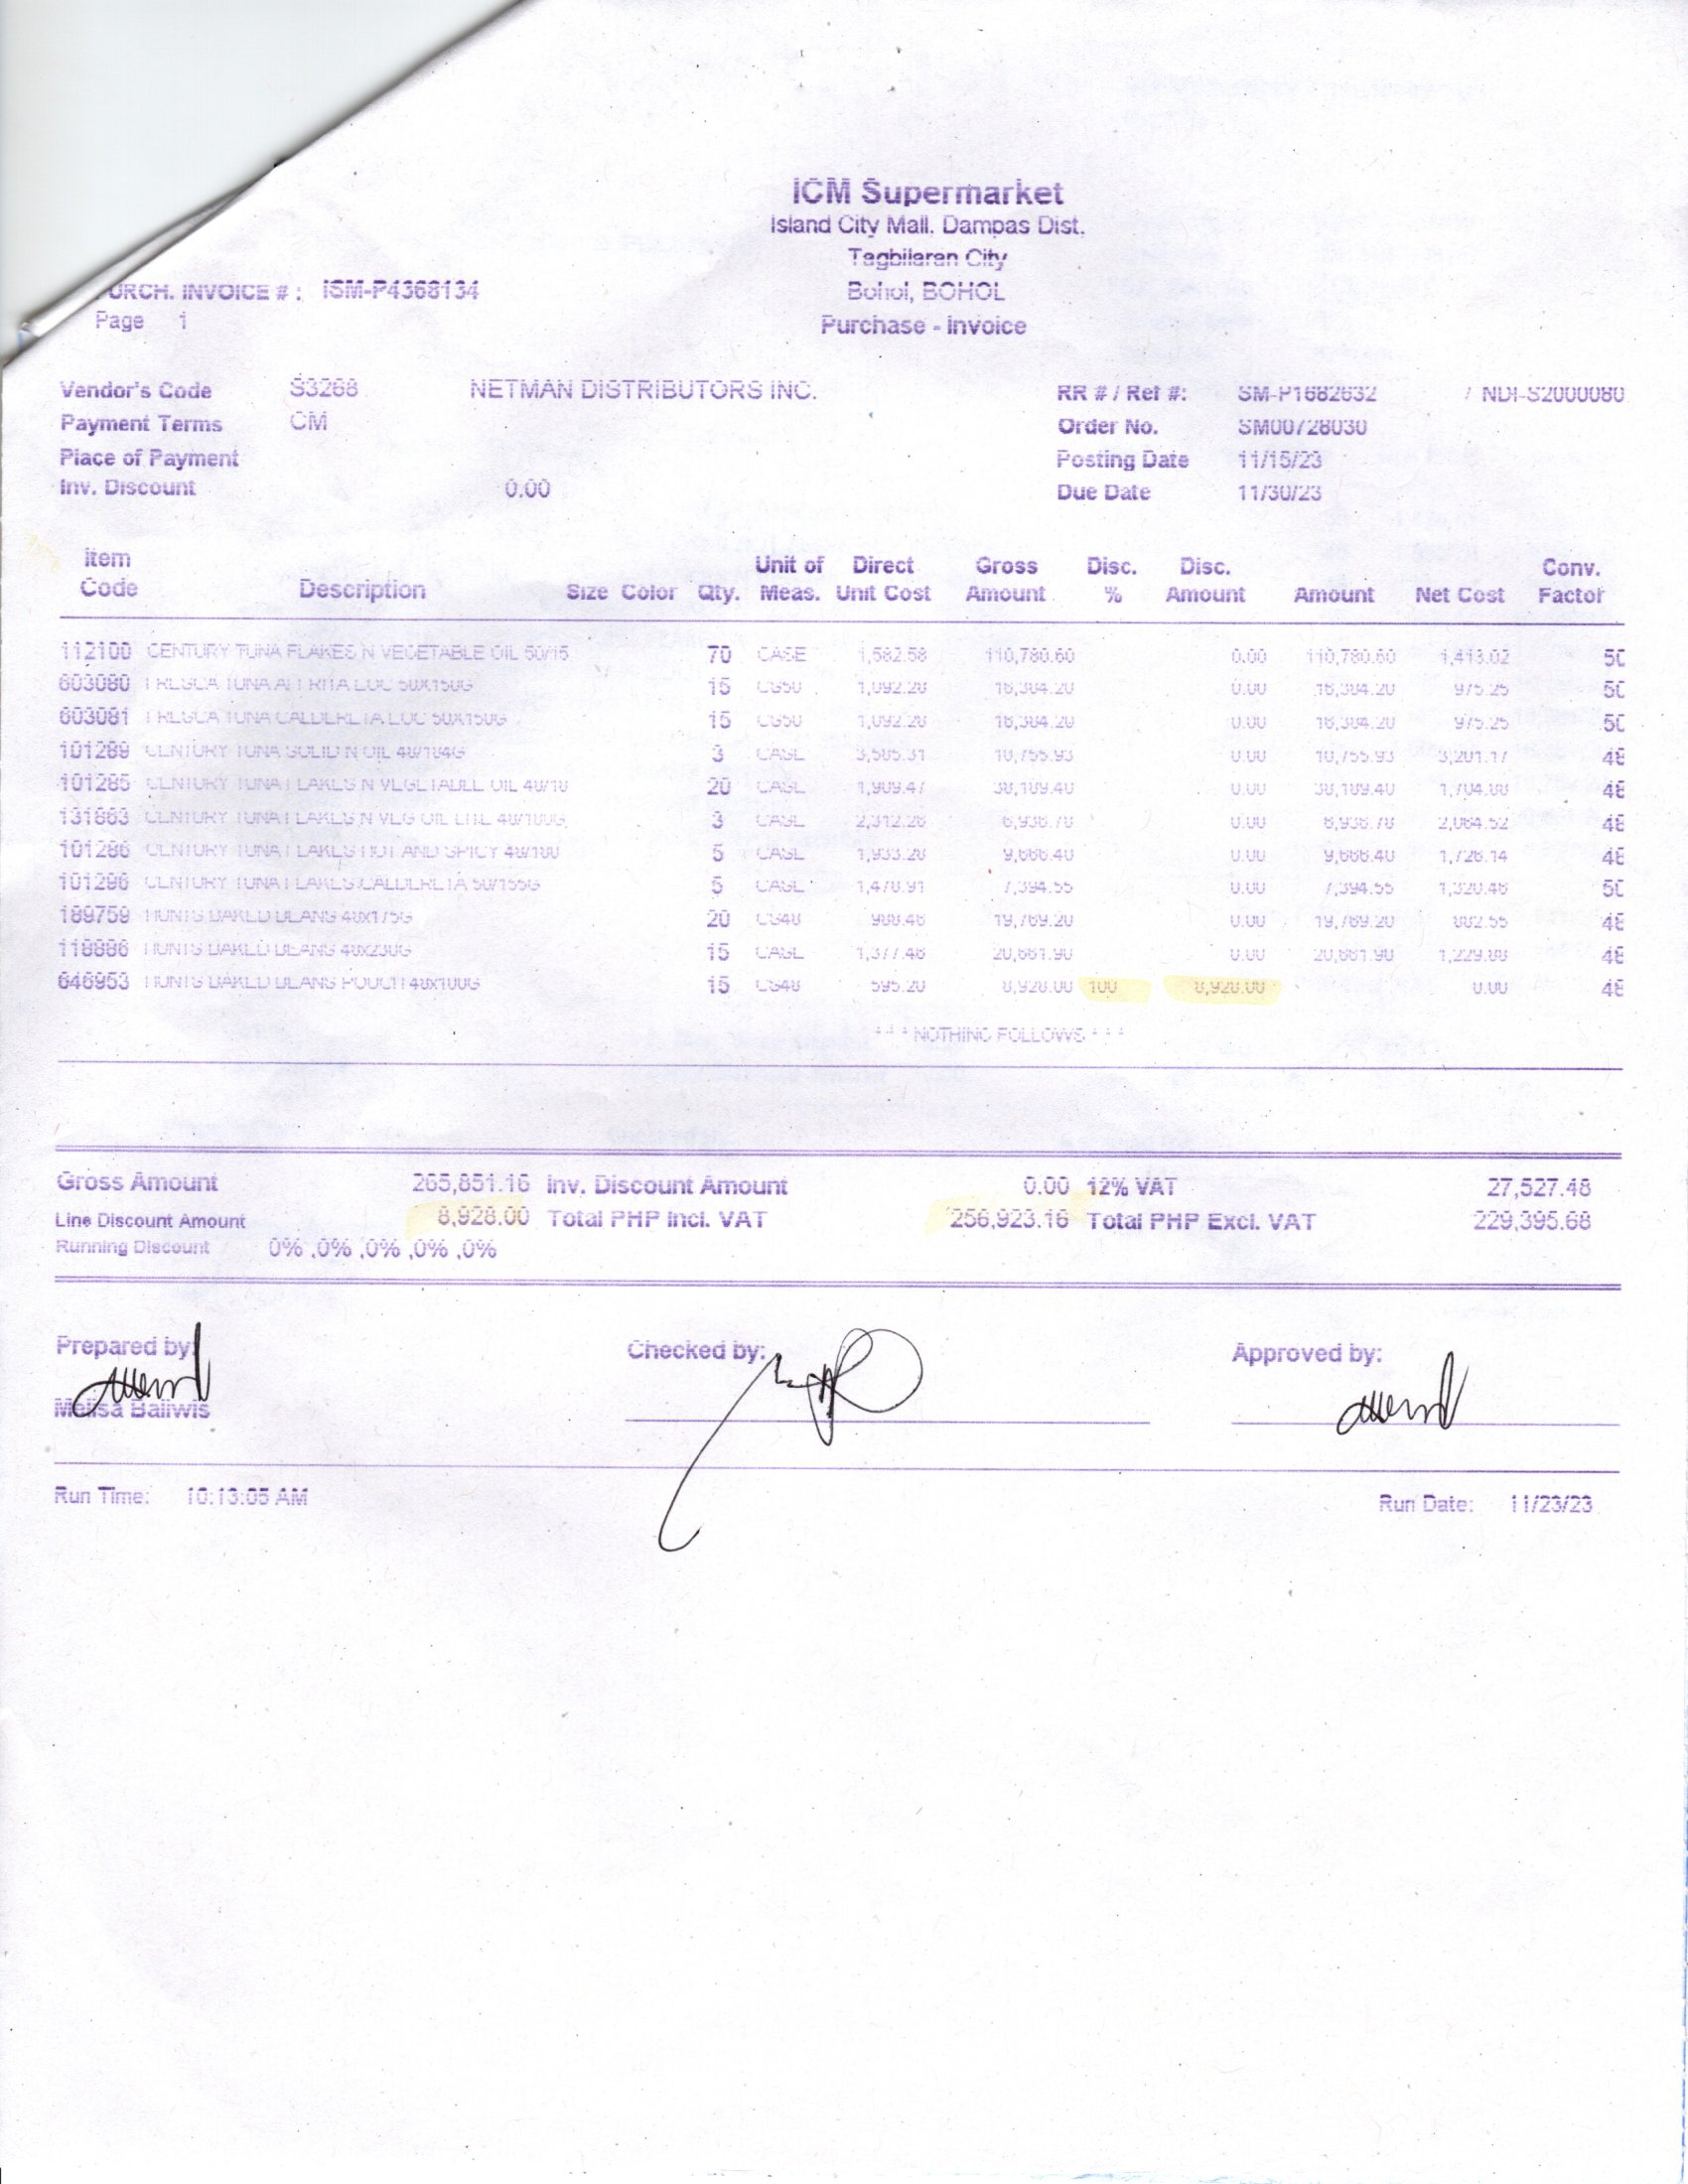 ICM Supermarket
Island City Mall, Dampas Dist.
Tagbilaran City
Bohol, BOHOL
Purchase - Invoice
URCH. INVOICE # : ISM-P4368134
Page 1
Vendor's Code S3268 NETMAN DISTRIBUTORS INC. RR # / Ref #: SM-P1682632 / NDI-S2000080
Payment Terms CM Order No. SM00728030
Place of Payment Posting Date 11/15/23
Inv. Discount 0.00 Due Date 11/30/23
Item Code Description Size Color Qty. Unit of Meas. Direct Unit Cost Gross Amount Disc. % Disc. Amount Amount Net Cost Conv. Factor
112100 CENTURY TUNA FLAKES N VEGETABLE OIL 50/15 70 CASE 1,582.58 110,780.60 0.00 110,780.60 1,413.02 50
603080 FRESCA TUNA AFRITA EOC 50X150G 15 CS50 1,092.28 16,384.20 0.00 16,384.20 975.25 50
603081 FRESCA TUNA CALDERETA EOC 50X150G 15 CS50 1,092.28 16,384.20 0.00 16,384.20 975.25 50
101289 CENTURY TUNA SOLID N OIL 48/184G 3 CASE 3,585.31 10,755.93 0.00 10,755.93 3,201.17 48
101285 CENTURY TUNA FLAKES N VEGETABLE OIL 48/18 20 CASE 1,909.47 38,189.40 0.00 38,189.40 1,704.88 48
131863 CENTURY TUNA FLAKES N VEG OIL LITE 48/180G 3 CASE 2,312.26 6,936.78 0.00 6,936.78 2,064.52 48
101286 CENTURY TUNA FLAKES HOT AND SPICY 48/180 5 CASE 1,933.28 9,666.40 0.00 9,666.40 1,726.14 48
101296 CENTURY TUNA FLAKES CALDERETA 50/155G 5 CASE 1,478.91 7,394.55 0.00 7,394.55 1,320.46 50
189759 HUNTS BAKED BEANS 48X175G 20 CS48 988.46 19,769.20 0.00 19,769.20 882.55 48
118886 HUNTS BAKED BEANS 48X230G 15 CASE 1,377.46 20,661.90 0.00 20,661.90 1,229.88 48
646953 HUNTS BAKED BEANS POUCH 48X100G 15 CS48 595.20 8,928.00 100 8,928.00 0.00 48
* * * NOTHING FOLLOWS * * *
Gross Amount 265,851.16 Inv. Discount Amount 0.00 12% VAT 27,527.48
Line Discount Amount 8,928.00 Total PHP Incl. VAT 256,923.16 Total PHP Excl. VAT 229,395.68
Running Discount 0% ,0% ,0% ,0% ,0%
Prepared by: Checked by: Approved by:
Melisa Baliwis
Run Time: 10:13:05 AM Run Date: 11/23/23